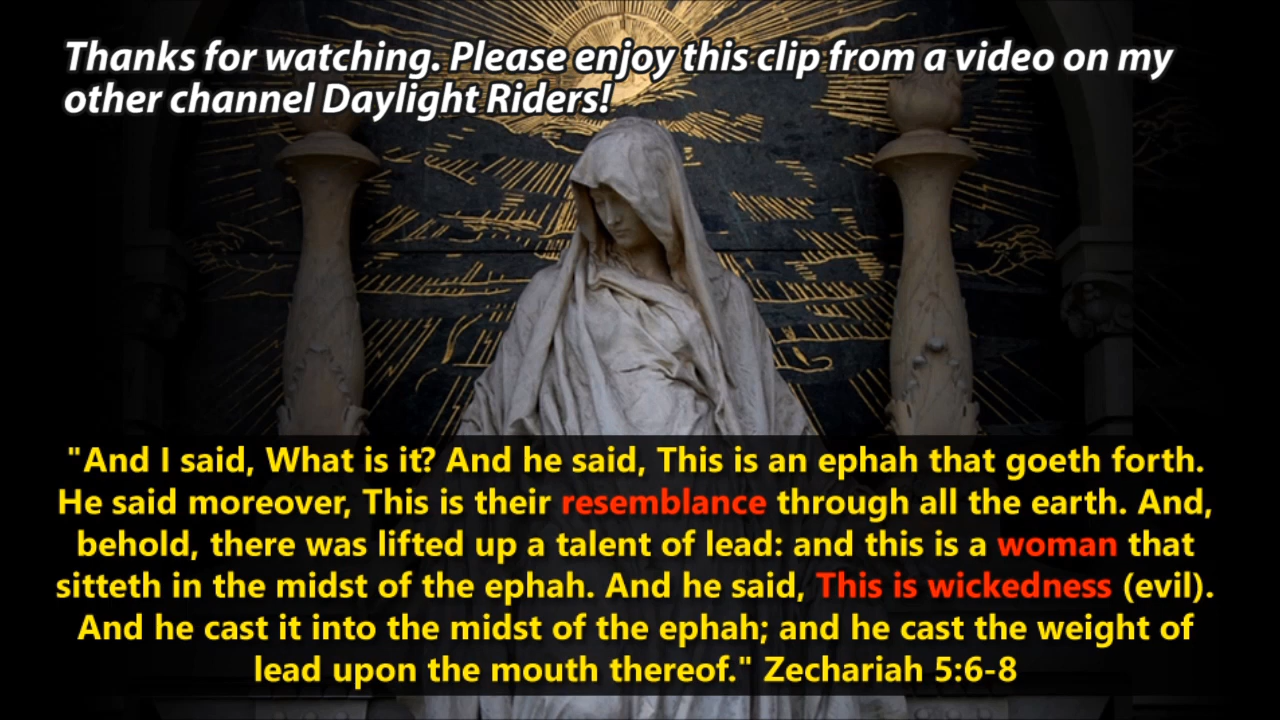 Thanks for watching. Please enjoy this clip from a video on my
other channel Daylight Riders!
"And I said, What is it? And he said, This is an ephah that goeth forth.
He said moreover, This is their resemblance through all the earth. And,
behold, there was lifted up a talent of lead: and this is a woman that
sitteth in the midst of the ephah. And he said, This is wickedness (evil).
And he cast it into the midst of the ephah; and he cast the weight of
lead upon the mouth thereof." Zechariah 5:6-8